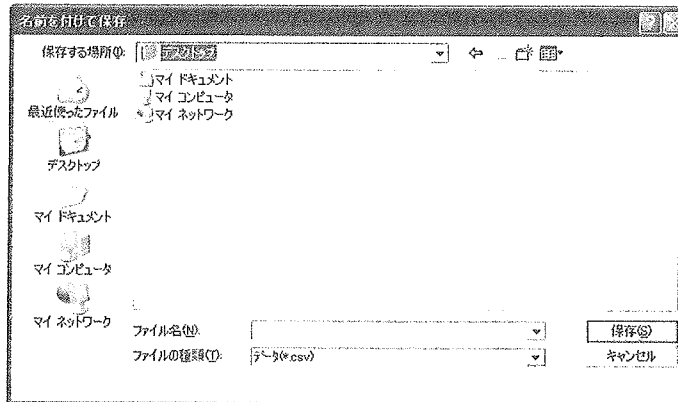 名前を付けて保存
保存する場所(I):
デスクトップ
マイ ドキュメント
マイ コンピュータ
マイ ネットワーク
最近使ったファイル
デスクトップ
マイ ドキュメント
マイ コンピュータ
マイ ネットワーク
ファイル名(N):
保存(S)
ファイルの種類(T):
データ(*.csv)
キャンセル